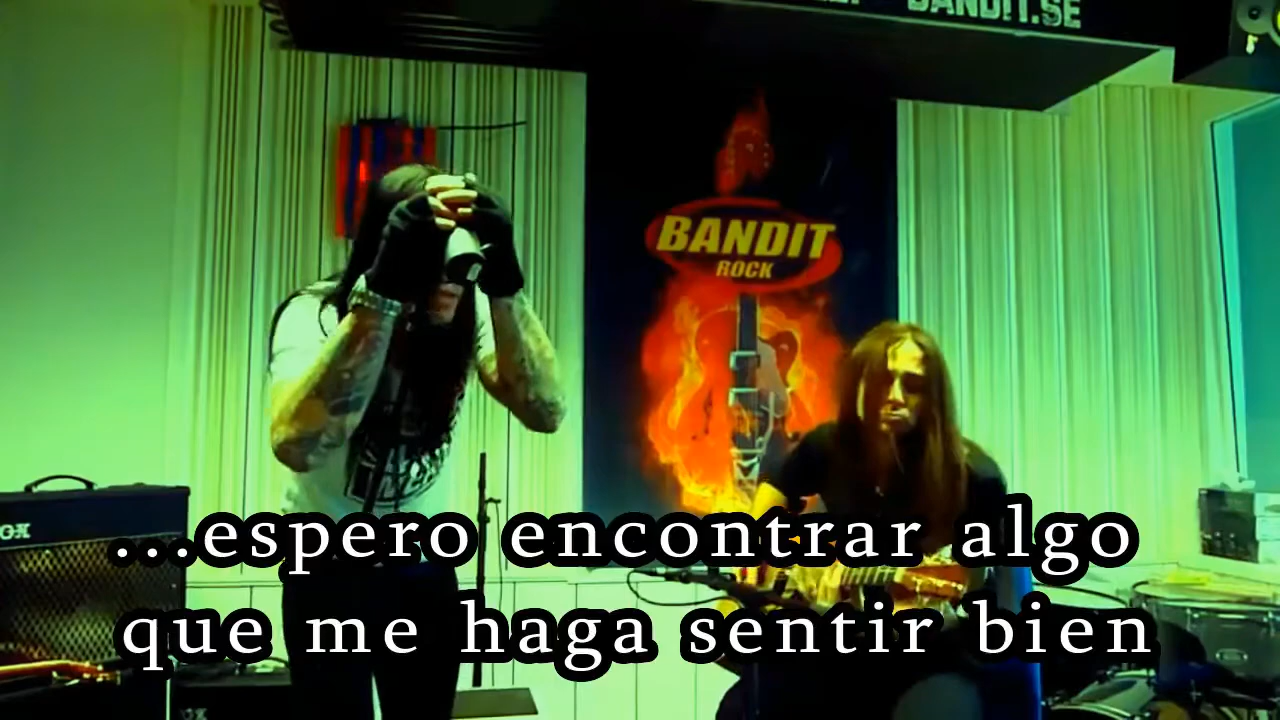 BANDIT.SE
BANDIT
ROCK
...espero encontrar algo
que me haga sentir bien